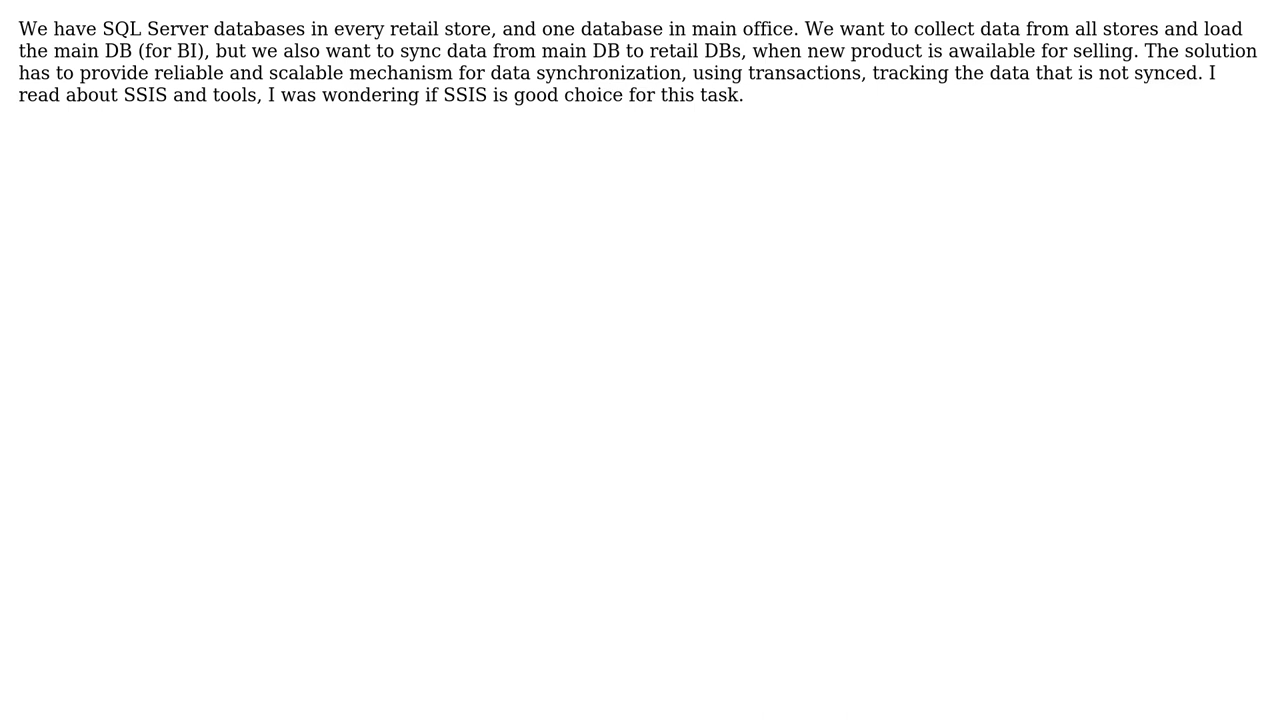 We have SQL Server databases in every retail store, and one database in main office. We want to collect data from all stores and load
the main DB (for BI), but we also want to sync data from main DB to retail DBs, when new product is awailable for selling. The solution
has to provide reliable and scalable mechanism for data synchronization, using transactions, tracking the data that is not synced. I
read about SSIS and tools, I was wondering if SSIS is good choice for this task.